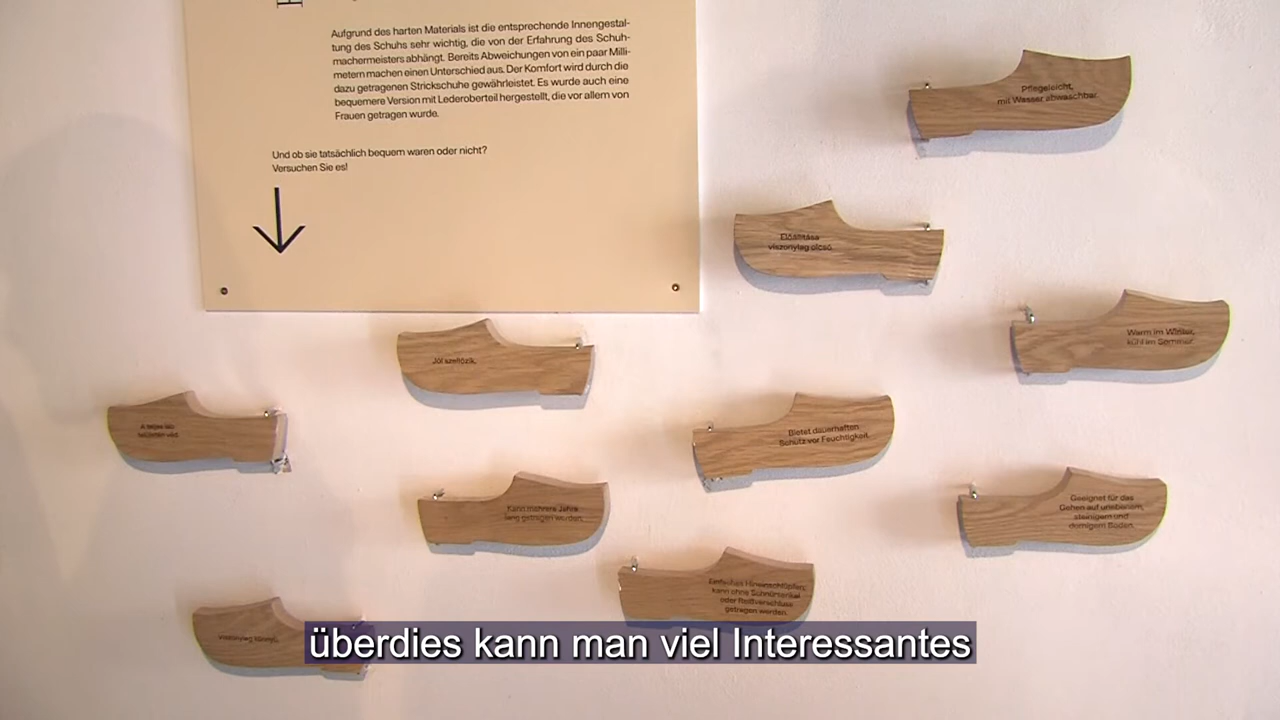 Aufgrund des harten Materials ist die entsprechende Innengestal-
tung des Schuhs sehr wichtig, die von der Erfahrung des Schuh-
machermeisters abhängt. Bereits Abweichungen von ein paar Milli-
metern machen einen Unterschied aus. Der Komfort wird durch die
dazu getragenen Strickschuhe gewährleistet. Es wurde auch eine
bequemere Version mit Lederoberteil hergestellt, die vor allem von
Frauen getragen wurde.
Und ob sie tatsächlich bequem waren oder nicht?
Versuchen Sie es!
Pflegeleicht,
mit Wasser abwaschbar.
Előállítása
viszonylag olcsó.
Warm im Winter,
kühl im Sommer.
Jól szellőzik.
A teljes láb
Bietet dauerhaften
Schutz vor Feuchtigkeit.
Kann mehrere Jahre
lang getragen werden.
Geeignet für das
Gehen auf unebenem,
steinigem und
dornigem Boden.
Einfaches Hineinschlüpfen,
kann ohne Schnürsenkel
oder Reißverschluss
getragen werden.
Viszonylag könnyű.
überdies kann man viel Interessantes